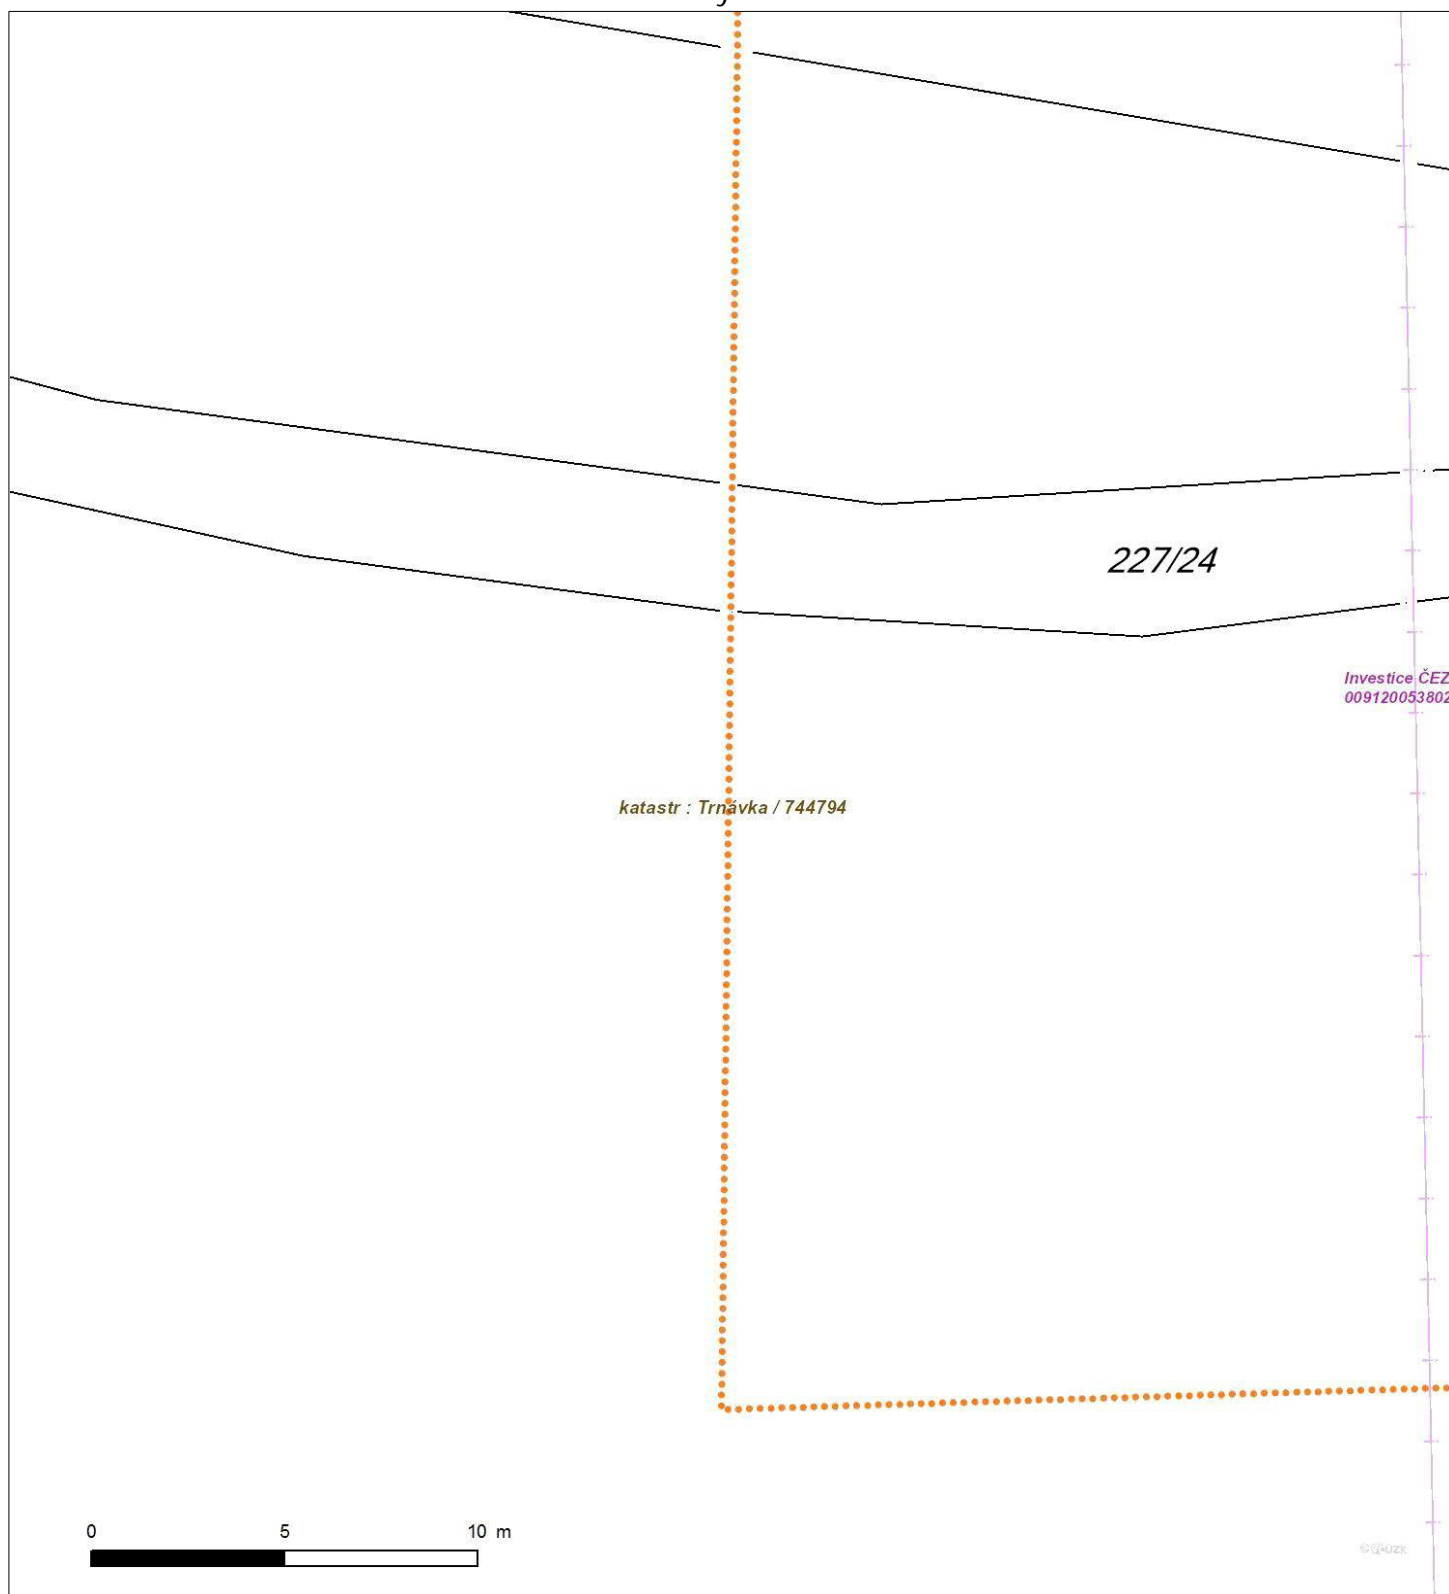 227/24
Investice ČEZ
009120053802
katastr : Trnávka / 744794
0 5 10 m